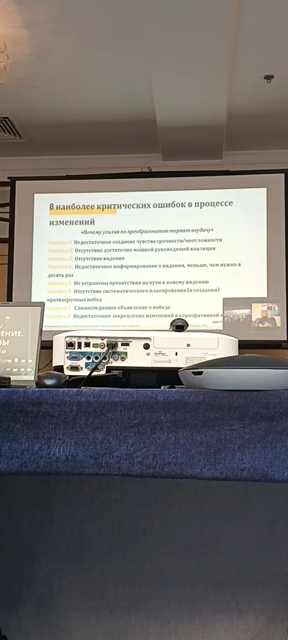 8 наиболее критических ошибок в процессе
изменений
«Почему усилия по преобразованию терпят неудачу»
Ошибка 1: Недостаточное создание чувства срочности/неотложности
Ошибка 2: Отсутствие достаточно мощной руководящей коалиции
Ошибка 3: Отсутствие видения
Ошибка 4: Недостаточное информирование о видении, меньше, чем нужно в
десять раз
Ошибка 5: Не устранены препятствия на пути к новому видению
Ошибка 6: Отсутствие систематического планирования (и создания)
краткосрочных побед
Ошибка 7: Слишком раннее объявление о победе
Ошибка 8: Недостаточное закрепление изменений в корпоративной
ЕНИЕ.